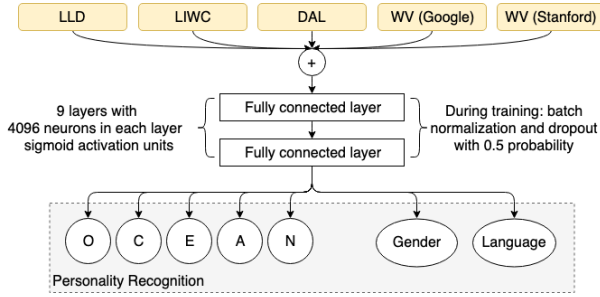 LLD LIWC DAL WV (Google) WV (Stanford)
+
9 layers with
4096 neurons in each layer
sigmoid activation units
Fully connected layer
Fully connected layer
During training: batch
normalization and dropout
with 0.5 probability
O C E A N Gender Language
Personality Recognition